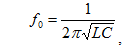 f₀ = 1 / (2π√LC) ,